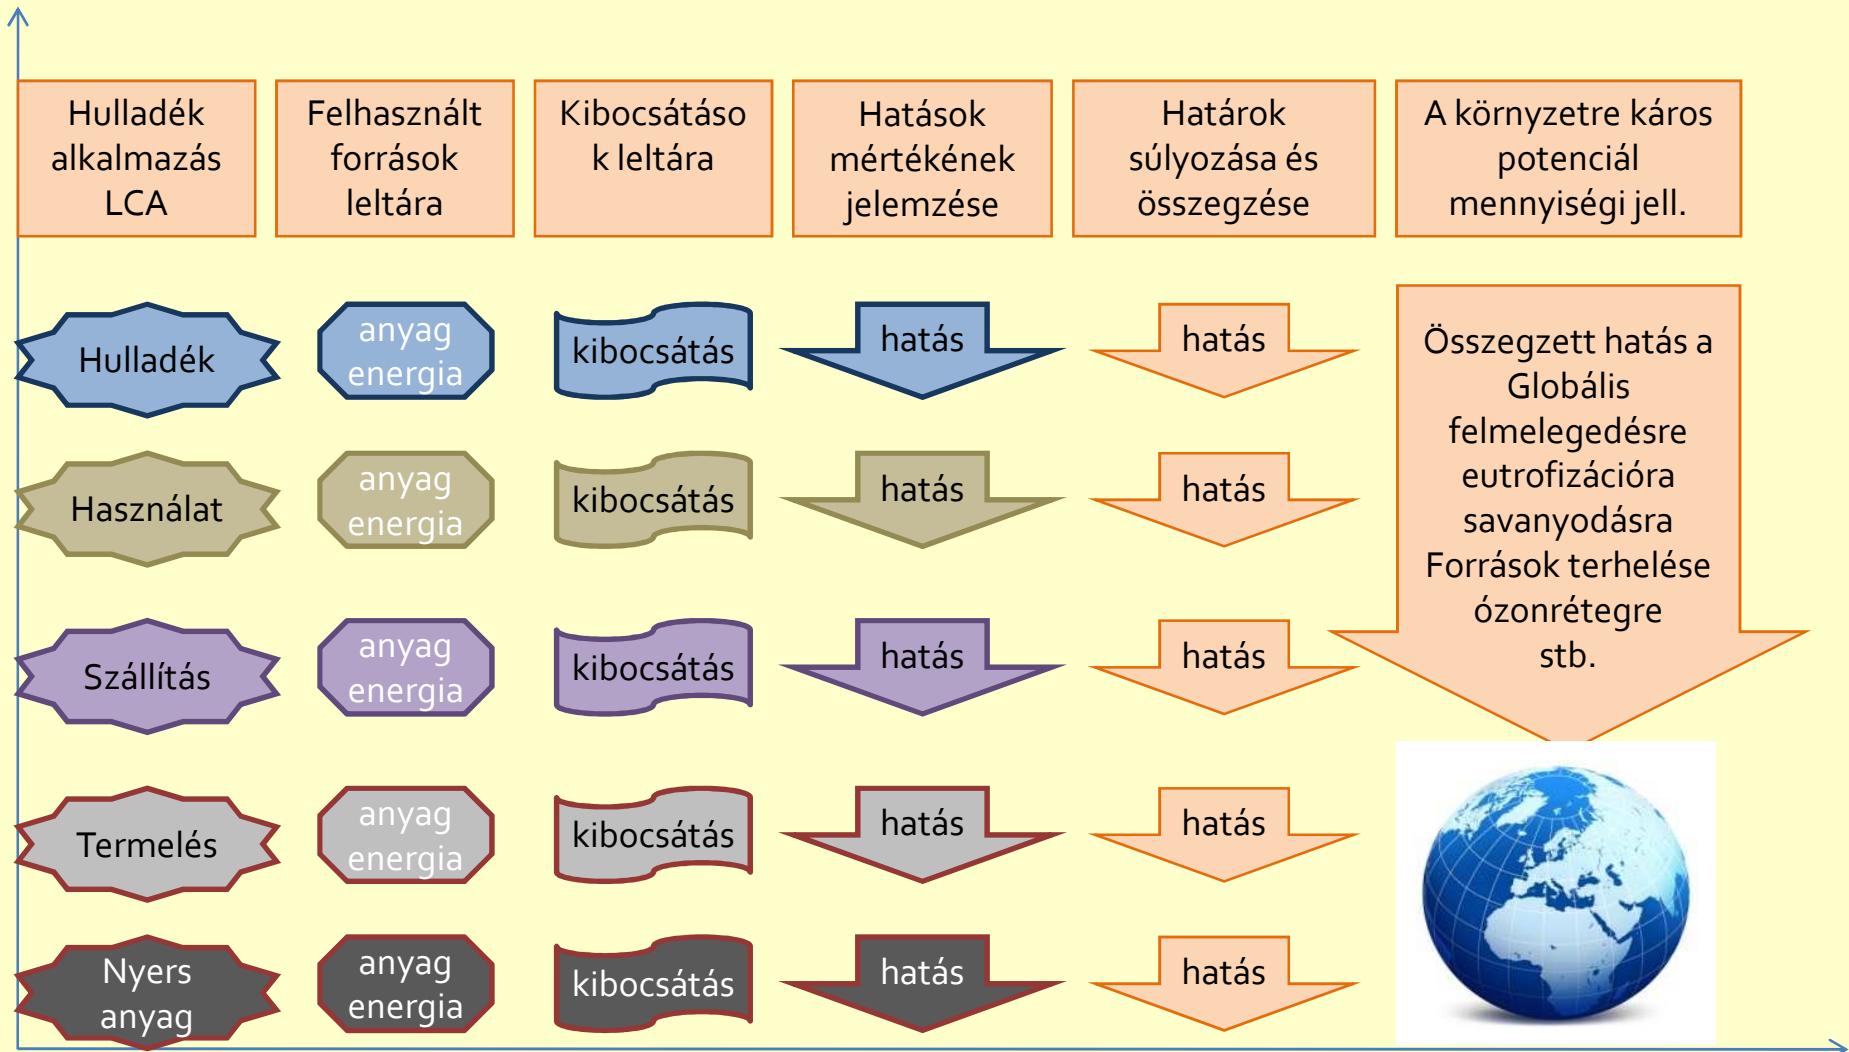 Hulladék
alkalmazás
LCA
Felhasznált
források
leltára
Kibocsátáso
k leltára
Hatások
mértékének
jelemzése
Határok
súlyozása és
összegzése
A környzetre káros
potenciál
mennyiségi jell.
Hulladék
anyag
energia
kibocsátás
hatás
hatás
Használat
anyag
energia
kibocsátás
hatás
hatás
Szállítás
anyag
energia
kibocsátás
hatás
hatás
Termelés
anyag
energia
kibocsátás
hatás
hatás
Nyers
anyag
anyag
energia
kibocsátás
hatás
hatás
Összegzett hatás a
Globális
felmelegedésre
eutrofizációra
savanyodásra
Források terhelése
ózonrétegre
stb.